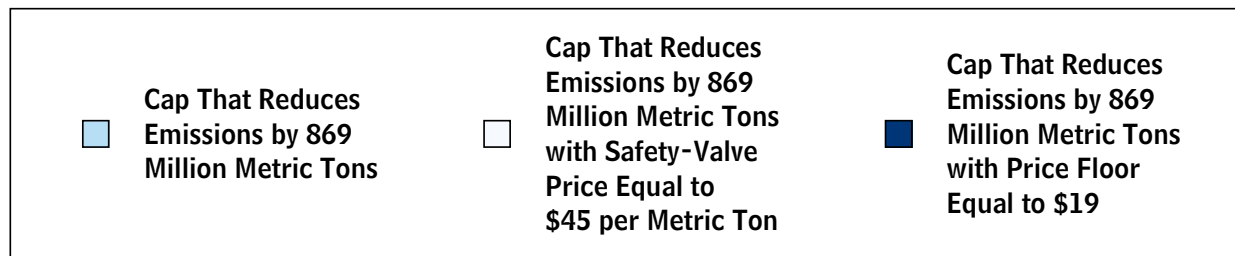 Cap That Reduces
Emissions by 869
Million Metric Tons
Cap That Reduces
Emissions by 869
Million Metric Tons
with Safety-Valve
Price Equal to
$45 per Metric Ton
Cap That Reduces
Emissions by 869
Million Metric Tons
with Price Floor
Equal to $19